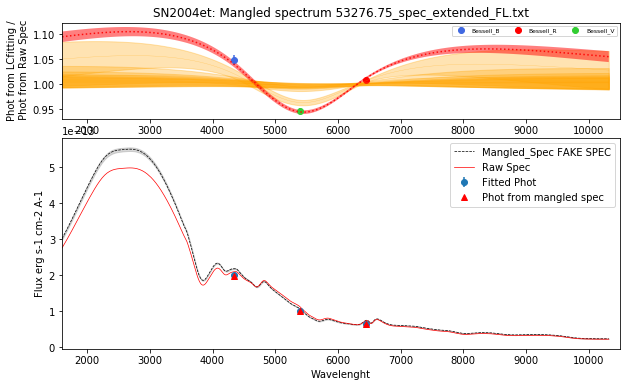 SN2004et: Mangled spectrum 53276.75_spec_extended_FL.txt
Phot from LCfitting /
Phot from Raw Spec
1.10
1.05
1.00
0.95
Bessell_B
Bessell_R
Bessell_V
2000 3000 4000 5000 6000 7000 8000 9000 10000
1e−13
Flux erg s-1 cm-2 A-1
5
4
3
2
1
0
Mangled_Spec FAKE SPEC
Raw Spec
Fitted Phot
Phot from mangled spec
2000 3000 4000 5000 6000 7000 8000 9000 10000
Wavelenght